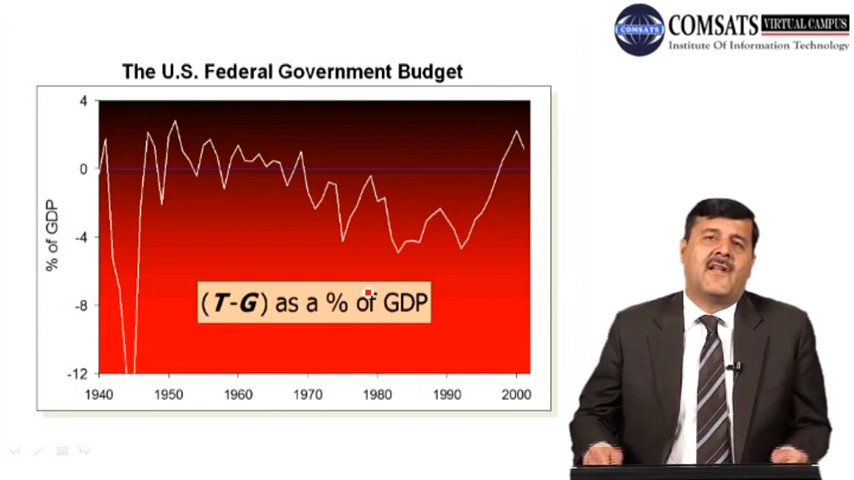 COMSATS VIRTUAL CAMPUS
COMSATS
Institute Of Information Technology
The U.S. Federal Government Budget
4
0
-4
-8
-12
% of GDP
(T-G) as a % of GDP
1940 1950 1960 1970 1980 1990 2000